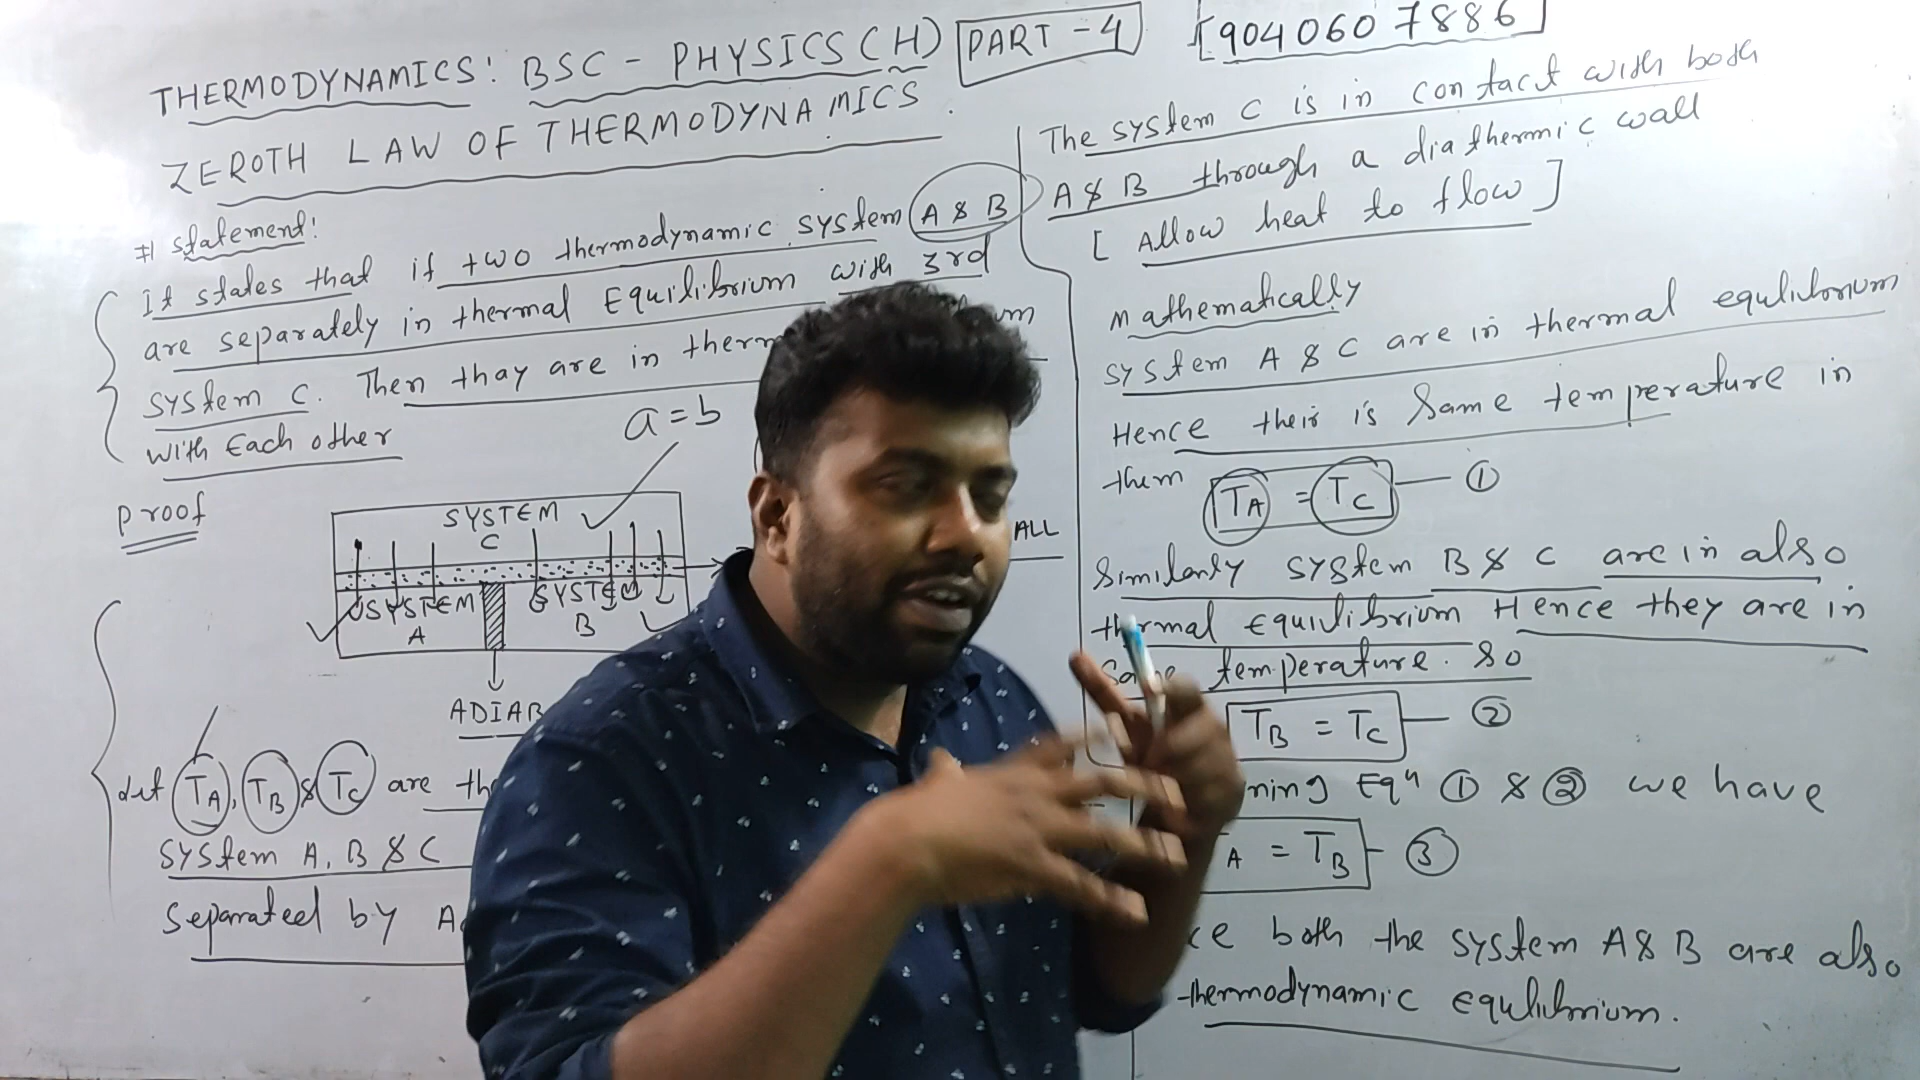 THERMODYNAMICS: BSC - PHYSICS (H) PART - 4 [9040607886]
ZEROTH LAW OF THERMODYNAMICS.
# statement:
It states that if two thermodynamic system A & B
are separately in thermal Equilibrium with 3rd
system C. Then thay are in
with Each other
a = b
Proof
SYSTEM
C
SYSTEM
A
SYSTEM
B
ALL
Let TA, TB & TC are
system A, B & C
separated by
The system C is in contact with both
A & B through a diathermic wall
[ Allow heat to flow ]
Mathematically
system A & C are in thermal equlibrium
Hence their is same temperature in
them TA = TC — ①
Similarly system B & C are in also
thermal Equilibrium Hence they are in
Same temperature. so
TB = TC — ②
Eqn ① & ② we have
A = TB — ③
both the system A & B are also
thermodynamic Equlibrium.